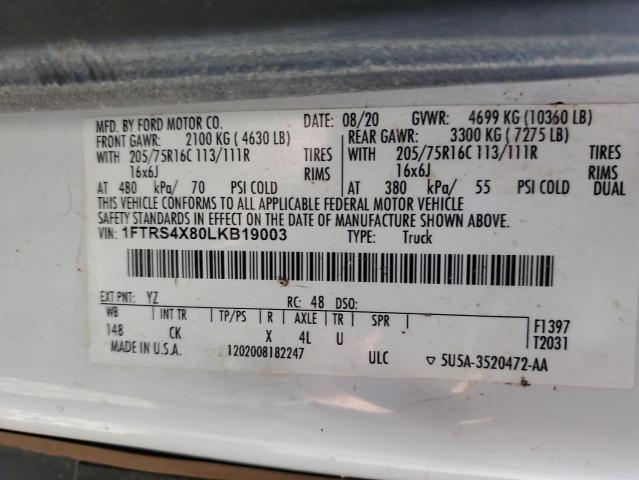 MFD. BY FORD MOTOR CO. DATE: 08/20 GVWR: 4699 KG (10360 LB)
FRONT GAWR: 2100 KG (4630 LB) REAR GAWR: 3300 KG (7275 LB)
WITH 205/75R16C 113/111R TIRES WITH 205/75R16C 113/111R TIRES
16x6J RIMS 16x6J RIMS
AT 480 kPa/ 70 PSI COLD AT 380 kPa/ 55 PSI COLD DUAL
THIS VEHICLE CONFORMS TO ALL APPLICABLE FEDERAL MOTOR VEHICLE
SAFETY STANDARDS IN EFFECT ON THE DATE OF MANUFACTURE SHOWN ABOVE.
VIN: 1FTRS4X80LKB19003 TYPE: Truck
EXT PNT: YZ RC: 48 DSO:
WB INT TR TP/PS R AXLE TR SPR F1397
148 CK X 4L U T2031
MADE IN U.S.A. 1202008182247 ULC ▽ 5U5A-3520472-AA